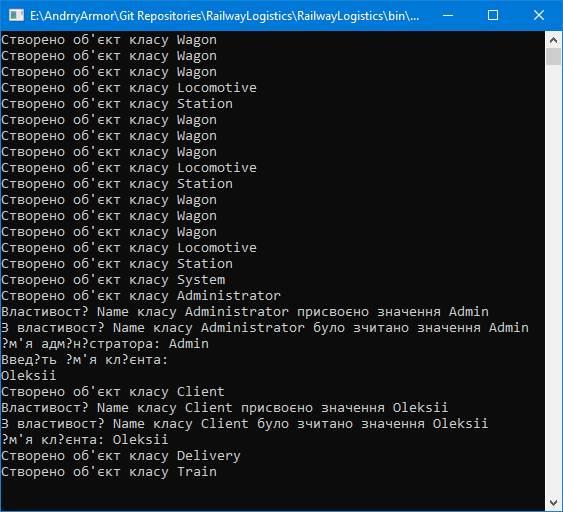 E:\AndrryArmor\Git Repositories\RailwayLogistics\RailwayLogistics\bin\...
Створено об'єкт класу Wagon
Створено об'єкт класу Wagon
Створено об'єкт класу Wagon
Створено об'єкт класу Locomotive
Створено об'єкт класу Station
Створено об'єкт класу Wagon
Створено об'єкт класу Wagon
Створено об'єкт класу Wagon
Створено об'єкт класу Locomotive
Створено об'єкт класу Station
Створено об'єкт класу Wagon
Створено об'єкт класу Wagon
Створено об'єкт класу Wagon
Створено об'єкт класу Locomotive
Створено об'єкт класу Station
Створено об'єкт класу System
Створено об'єкт класу Administrator
Властивост? Name класу Administrator присвоєно значення Admin
З властивост? Name класу Administrator було зчитано значення Admin
?м'я адм?н?стратора: Admin
Введ?ть ?м'я кл?єнта:
Oleksii
Створено об'єкт класу Client
Властивост? Name класу Client присвоєно значення Oleksii
З властивост? Name класу Client було зчитано значення Oleksii
?м'я кл?єнта: Oleksii
Створено об'єкт класу Delivery
Створено об'єкт класу Train